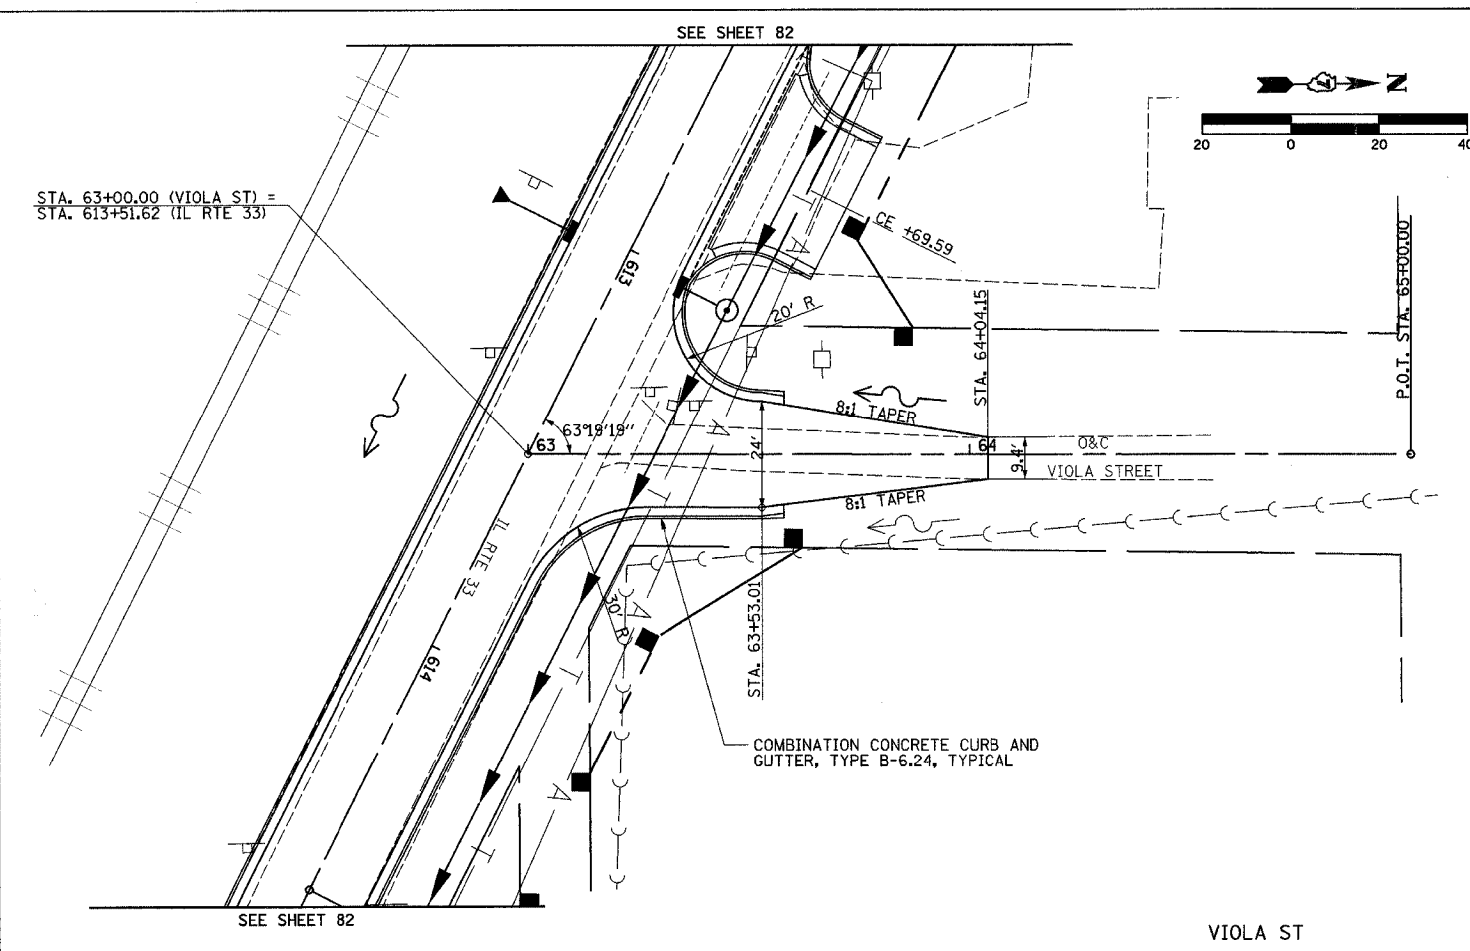 SEE SHEET 82
N
20 0 20 40
STA. 63+00.00 (VIOLA ST) =
STA. 613+51.62 (IL RTE 33)
613
CE +69.59
20' R
STA. 64+04.15
P.O.T. STA. 65+00.00
8:1 TAPER
63°19'19''
63
24'
64
9.4'
O&C
VIOLA STREET
8:1 TAPER
IL RTE 33
30' R
STA. 63+53.01
614
T
A
COMBINATION CONCRETE CURB AND
GUTTER, TYPE B-6.24, TYPICAL
SEE SHEET 82
VIOLA ST